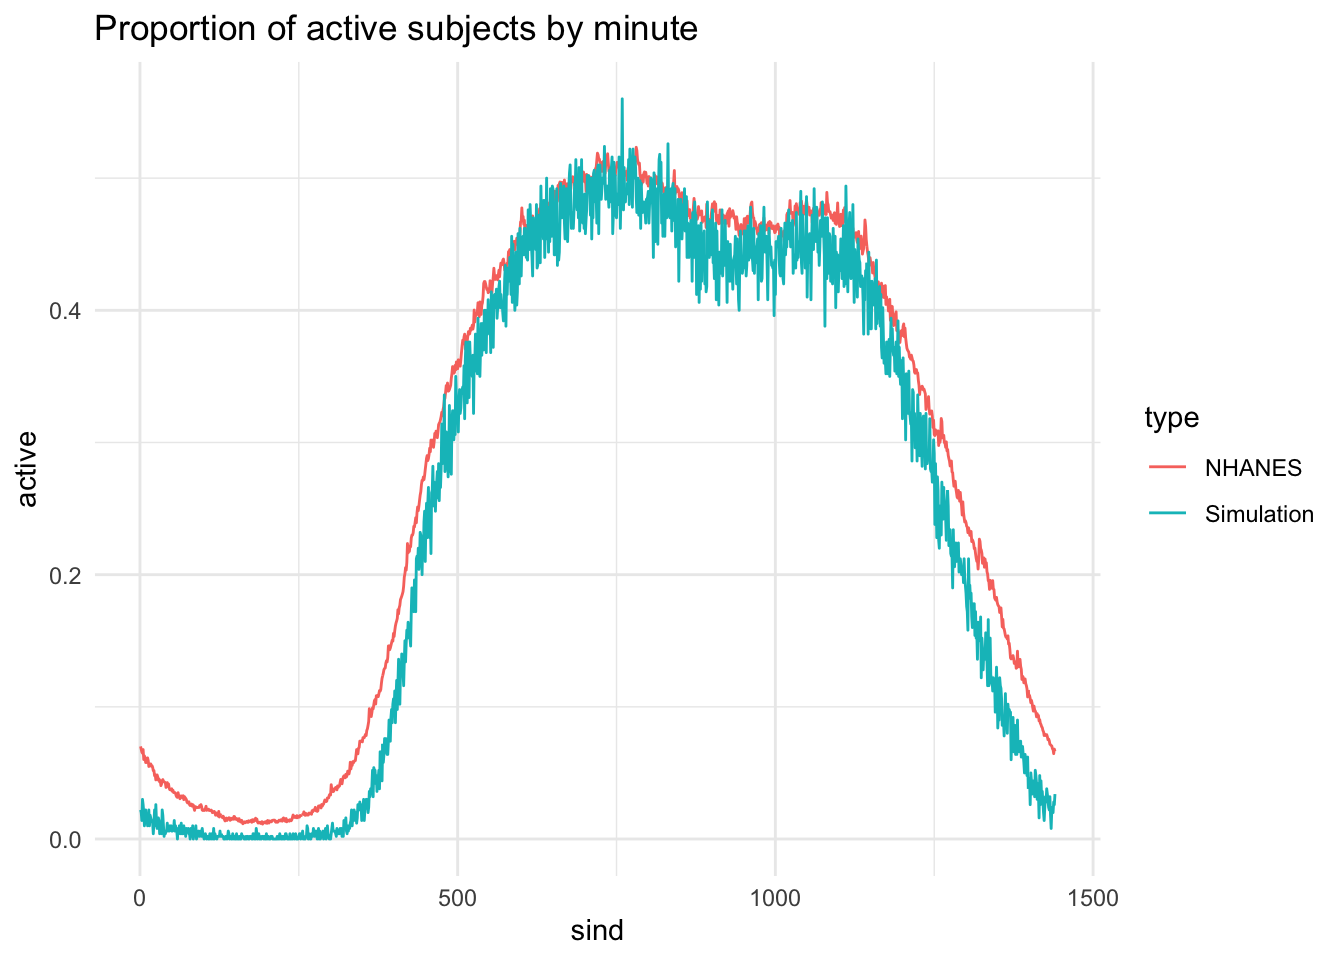 Proportion of active subjects by minute
active
0.4
0.2
0.0
0
500
1000
1500
sind
type
NHANES
Simulation